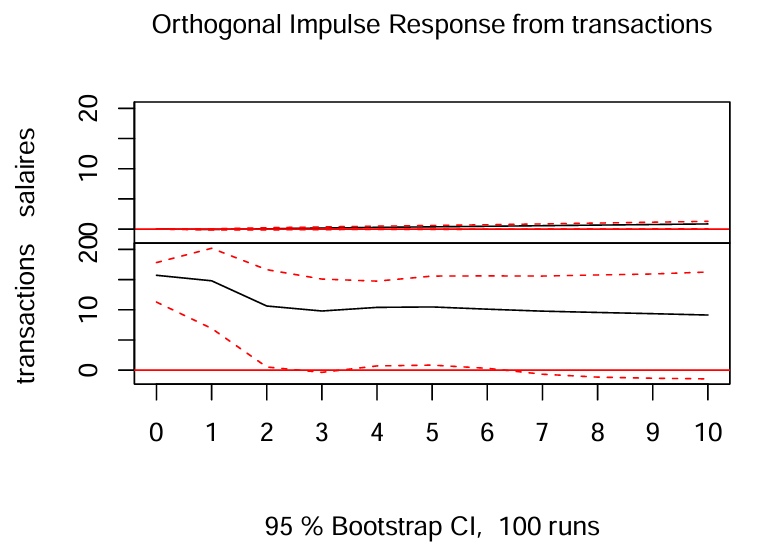 Orthogonal Impulse Response from transactions
salaires
20
10
0
transactions
20
10
0
0 1 2 3 4 5 6 7 8 9 10
95 % Bootstrap CI, 100 runs